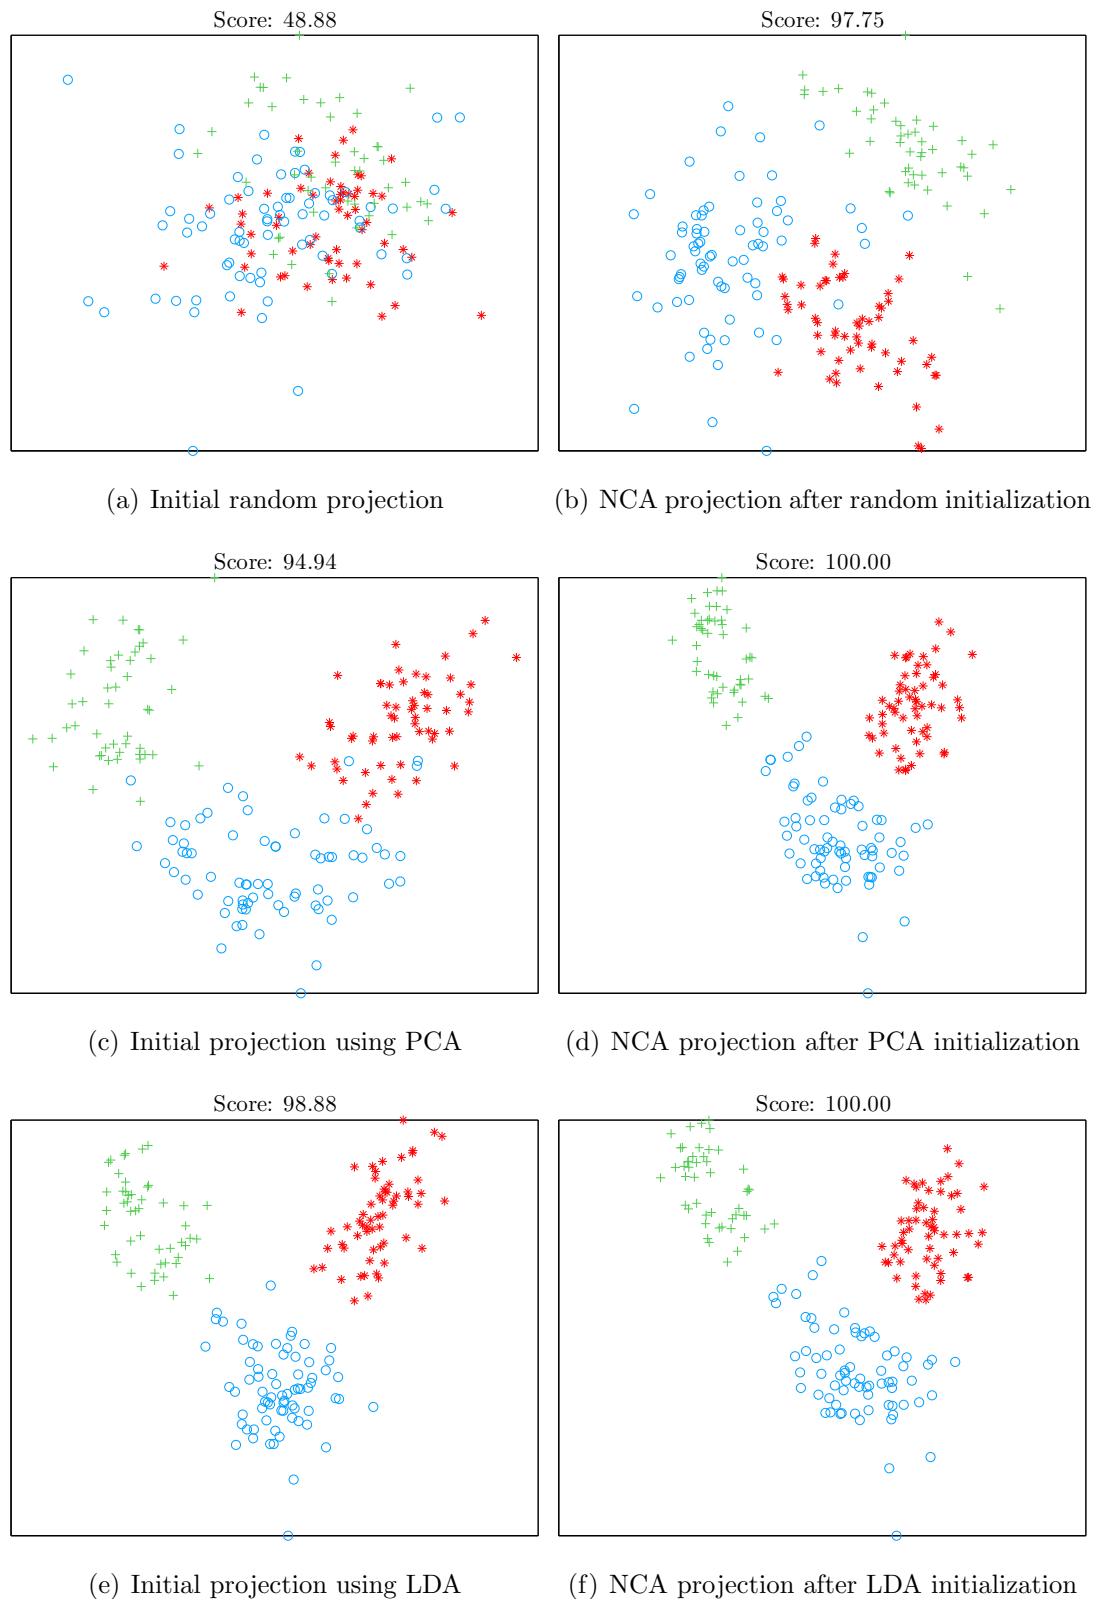 Score: 48.88
Score: 97.75
(a) Initial random projection
(b) NCA projection after random initialization
Score: 94.94
Score: 100.00
(c) Initial projection using PCA
(d) NCA projection after PCA initialization
Score: 98.88
Score: 100.00
(e) Initial projection using LDA
(f) NCA projection after LDA initialization